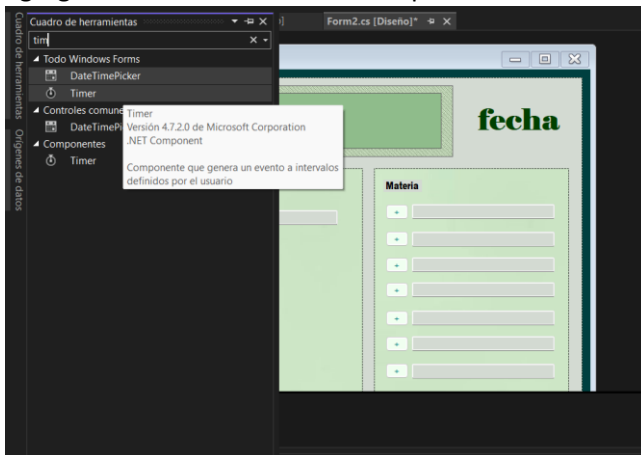 Cuadro de herramientas
Form2.cs [Diseño]*
tim
Todo Windows Forms
DateTimePicker
Timer
Controles comune
DateTimePi
Componentes
Timer
Timer
Versión 4.7.2.0 de Microsoft Corporation
.NET Component
Componente que genera un evento a intervalos
definidos por el usuario
fecha
Materia
+
+
+
+
+
+
+
Cuadro de herramientas
Orígenes de datos